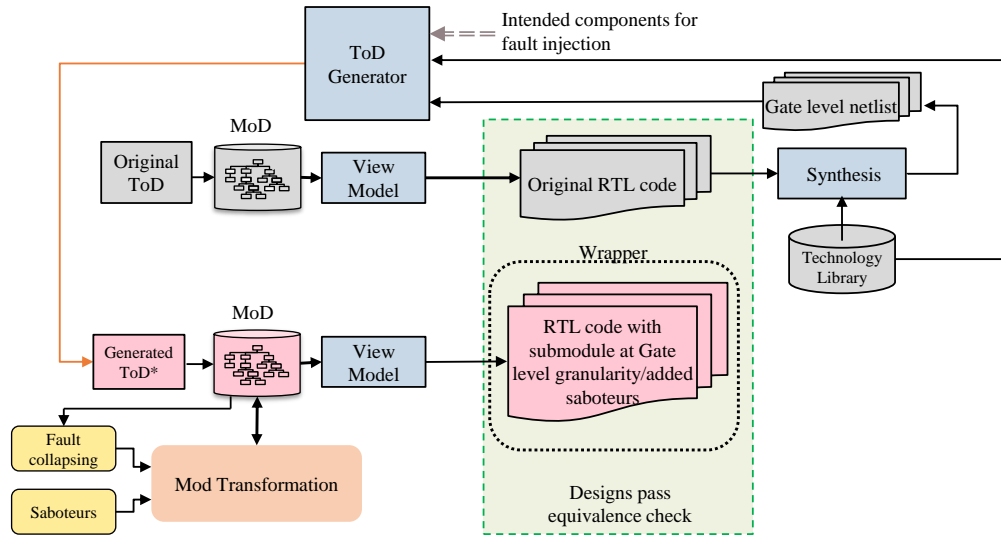 Intended components for
fault injection
ToD
Generator
Gate level netlist
MoD
Original
ToD
View
Model
Original RTL code
Synthesis
Technology
Library
Wrapper
MoD
Generated
ToD*
View
Model
RTL code with
submodule at Gate
level granularity/added
saboteurs
Fault
collapsing
Mod Transformation
Saboteurs
Designs pass
equivalence check